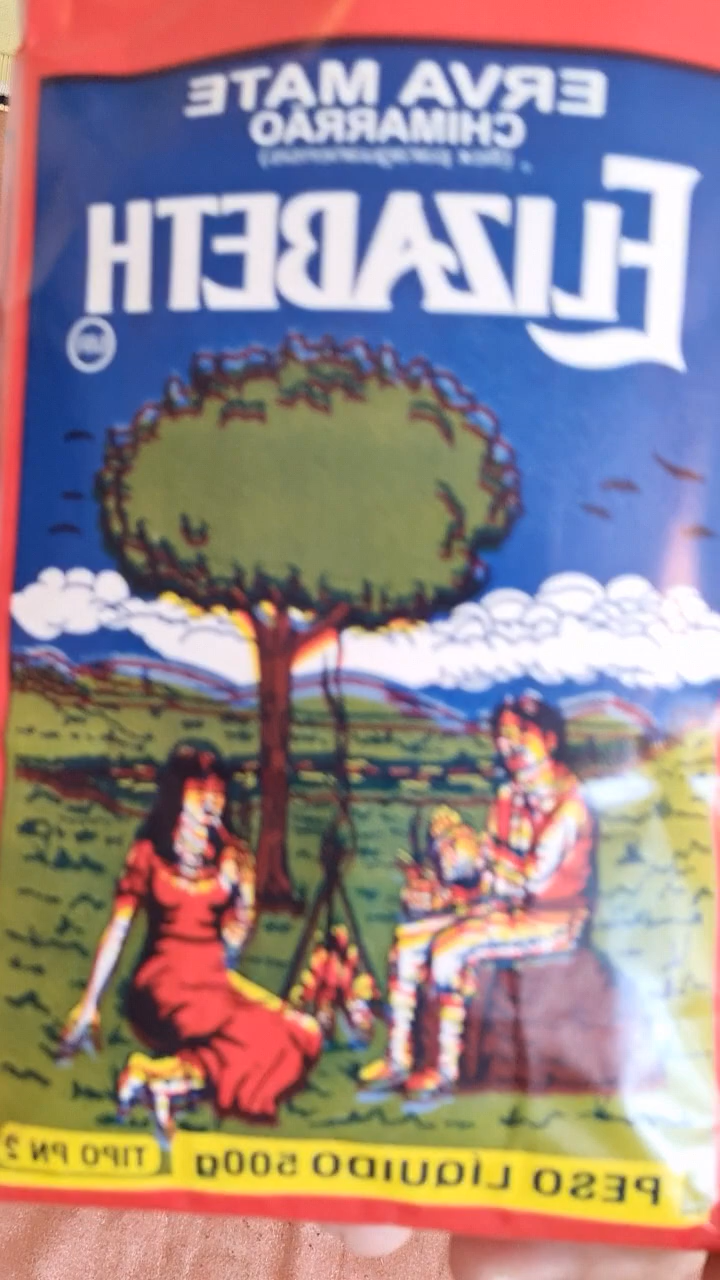 ERVA MATE
CHIMARRÃO
ELIZABETH
PESO LÍQUIDO 500g
TIPO PN 2